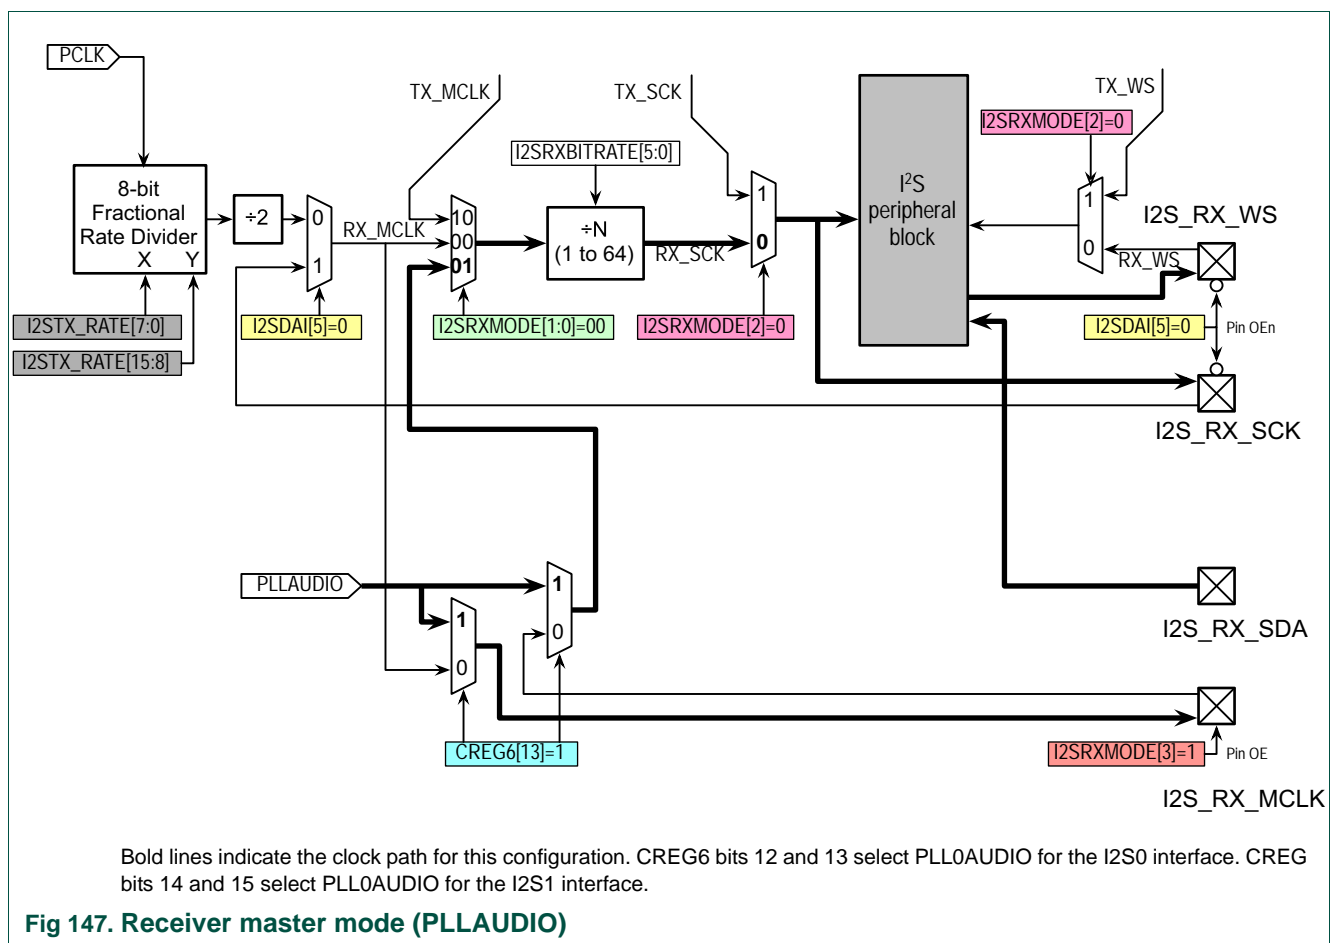 PCLK
TX_MCLK
TX_SCK
TX_WS
I2SRXMODE[2]=0
I2SRXBITRATE[5:0]
8-bit
Fractional
Rate Divider
X Y
÷2
0
1
RX_MCLK
10
00
01
÷N
(1 to 64)
RX_SCK
1
0
I²S
peripheral
block
1
0
RX_WS
I2S_RX_WS
I2STX_RATE[7:0]
I2STX_RATE[15:8]
I2SDAI[5]=0
I2SRXMODE[1:0]=00
I2SRXMODE[2]=0
I2SDAI[5]=0
Pin OEn
I2S_RX_SCK
PLLAUDIO
1
0
1
0
I2S_RX_SDA
CREG6[13]=1
I2SRXMODE[3]=1
Pin OE
I2S_RX_MCLK
Bold lines indicate the clock path for this configuration. CREG6 bits 12 and 13 select PLL0AUDIO for the I2S0 interface. CREG
bits 14 and 15 select PLL0AUDIO for the I2S1 interface.
Fig 147. Receiver master mode (PLLAUDIO)